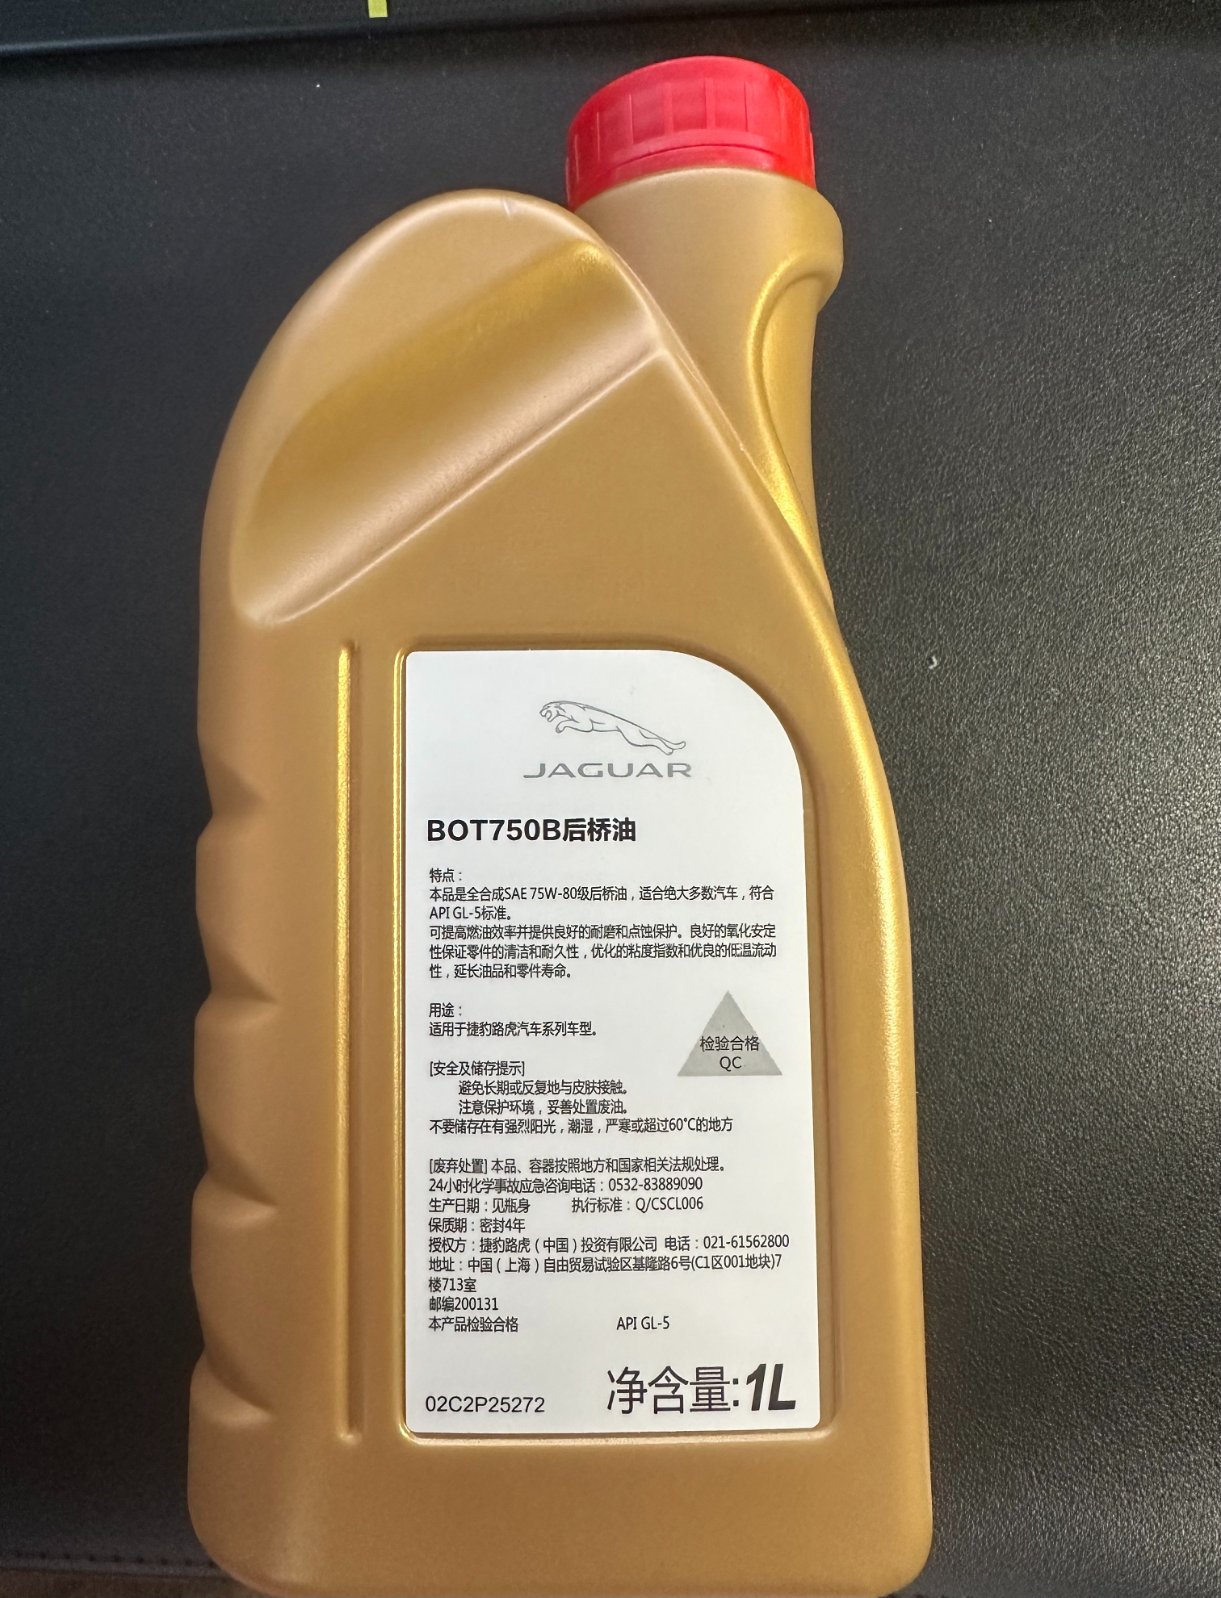 JAGUAR
BOT750B后桥油
特点：
本品是全合成SAE 75W-80级后桥油，适合绝大多数汽车，符合
API GL-5标准。
可提高燃油效率并提供良好的耐磨和点蚀保护。良好的氧化安定
性保证零件的清洁和耐久性，优化的粘度指数和优良的低温流动
性，延长油品和零件寿命。
用途：
适用于捷豹路虎汽车系列车型。
检验合格
QC
[安全及储存提示]
避免长期或反复地与皮肤接触。
注意保护环境，妥善处置废油。
不要储存在有强烈阳光，潮湿，严寒或超过60°C的地方
[废弃处置] 本品、容器按照地方和国家相关法规处理。
24小时化学事故应急咨询电话：0532-83889090
生产日期：见瓶身 执行标准：Q/CSCL006
保质期：密封4年
授权方：捷豹路虎（中国）投资有限公司 电话：021-61562800
地址：中国（上海）自由贸易试验区基隆路6号(C1区001地块)7
楼713室
邮编200131
本产品检验合格 API GL-5
02C2P25272 净含量:1L